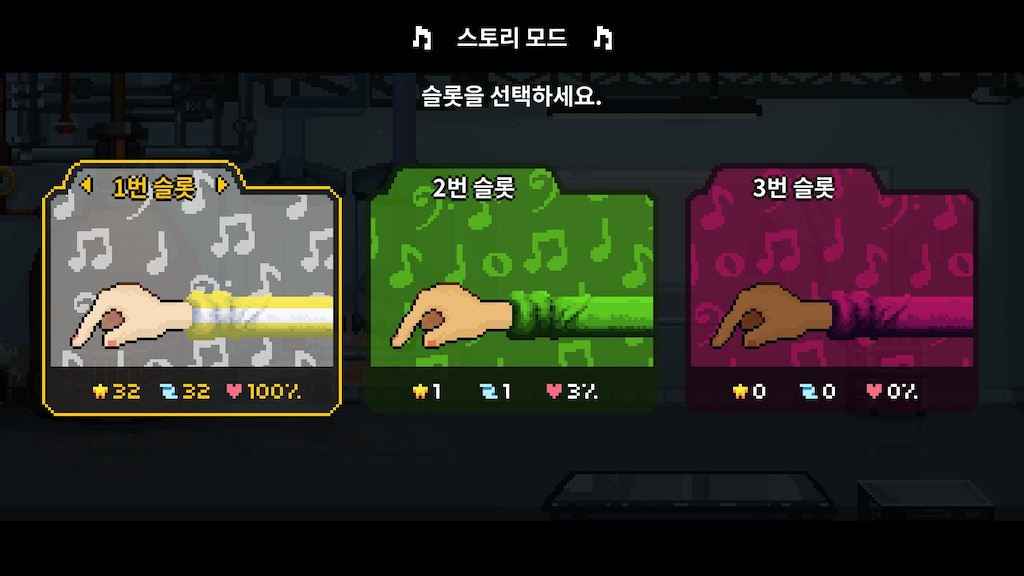 스토리 모드
슬롯을 선택하세요.
1번 슬롯
32 32 100%
2번 슬롯
1 1 3%
3번 슬롯
0 0 0%